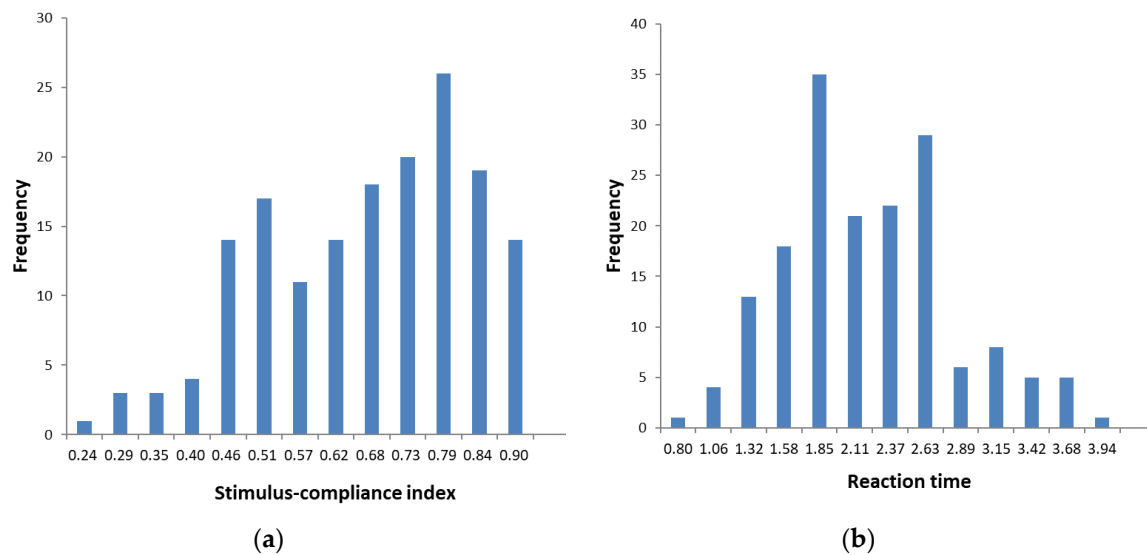 30
25
20
15
10
5
0
Frequency
0.24 0.29 0.35 0.40 0.46 0.51 0.57 0.62 0.68 0.73 0.79 0.84 0.90
Stimulus-compliance index
(a)
40
35
30
25
20
15
10
5
0
Frequency
0.80 1.06 1.32 1.58 1.85 2.11 2.37 2.63 2.89 3.15 3.42 3.68 3.94
Reaction time
(b)